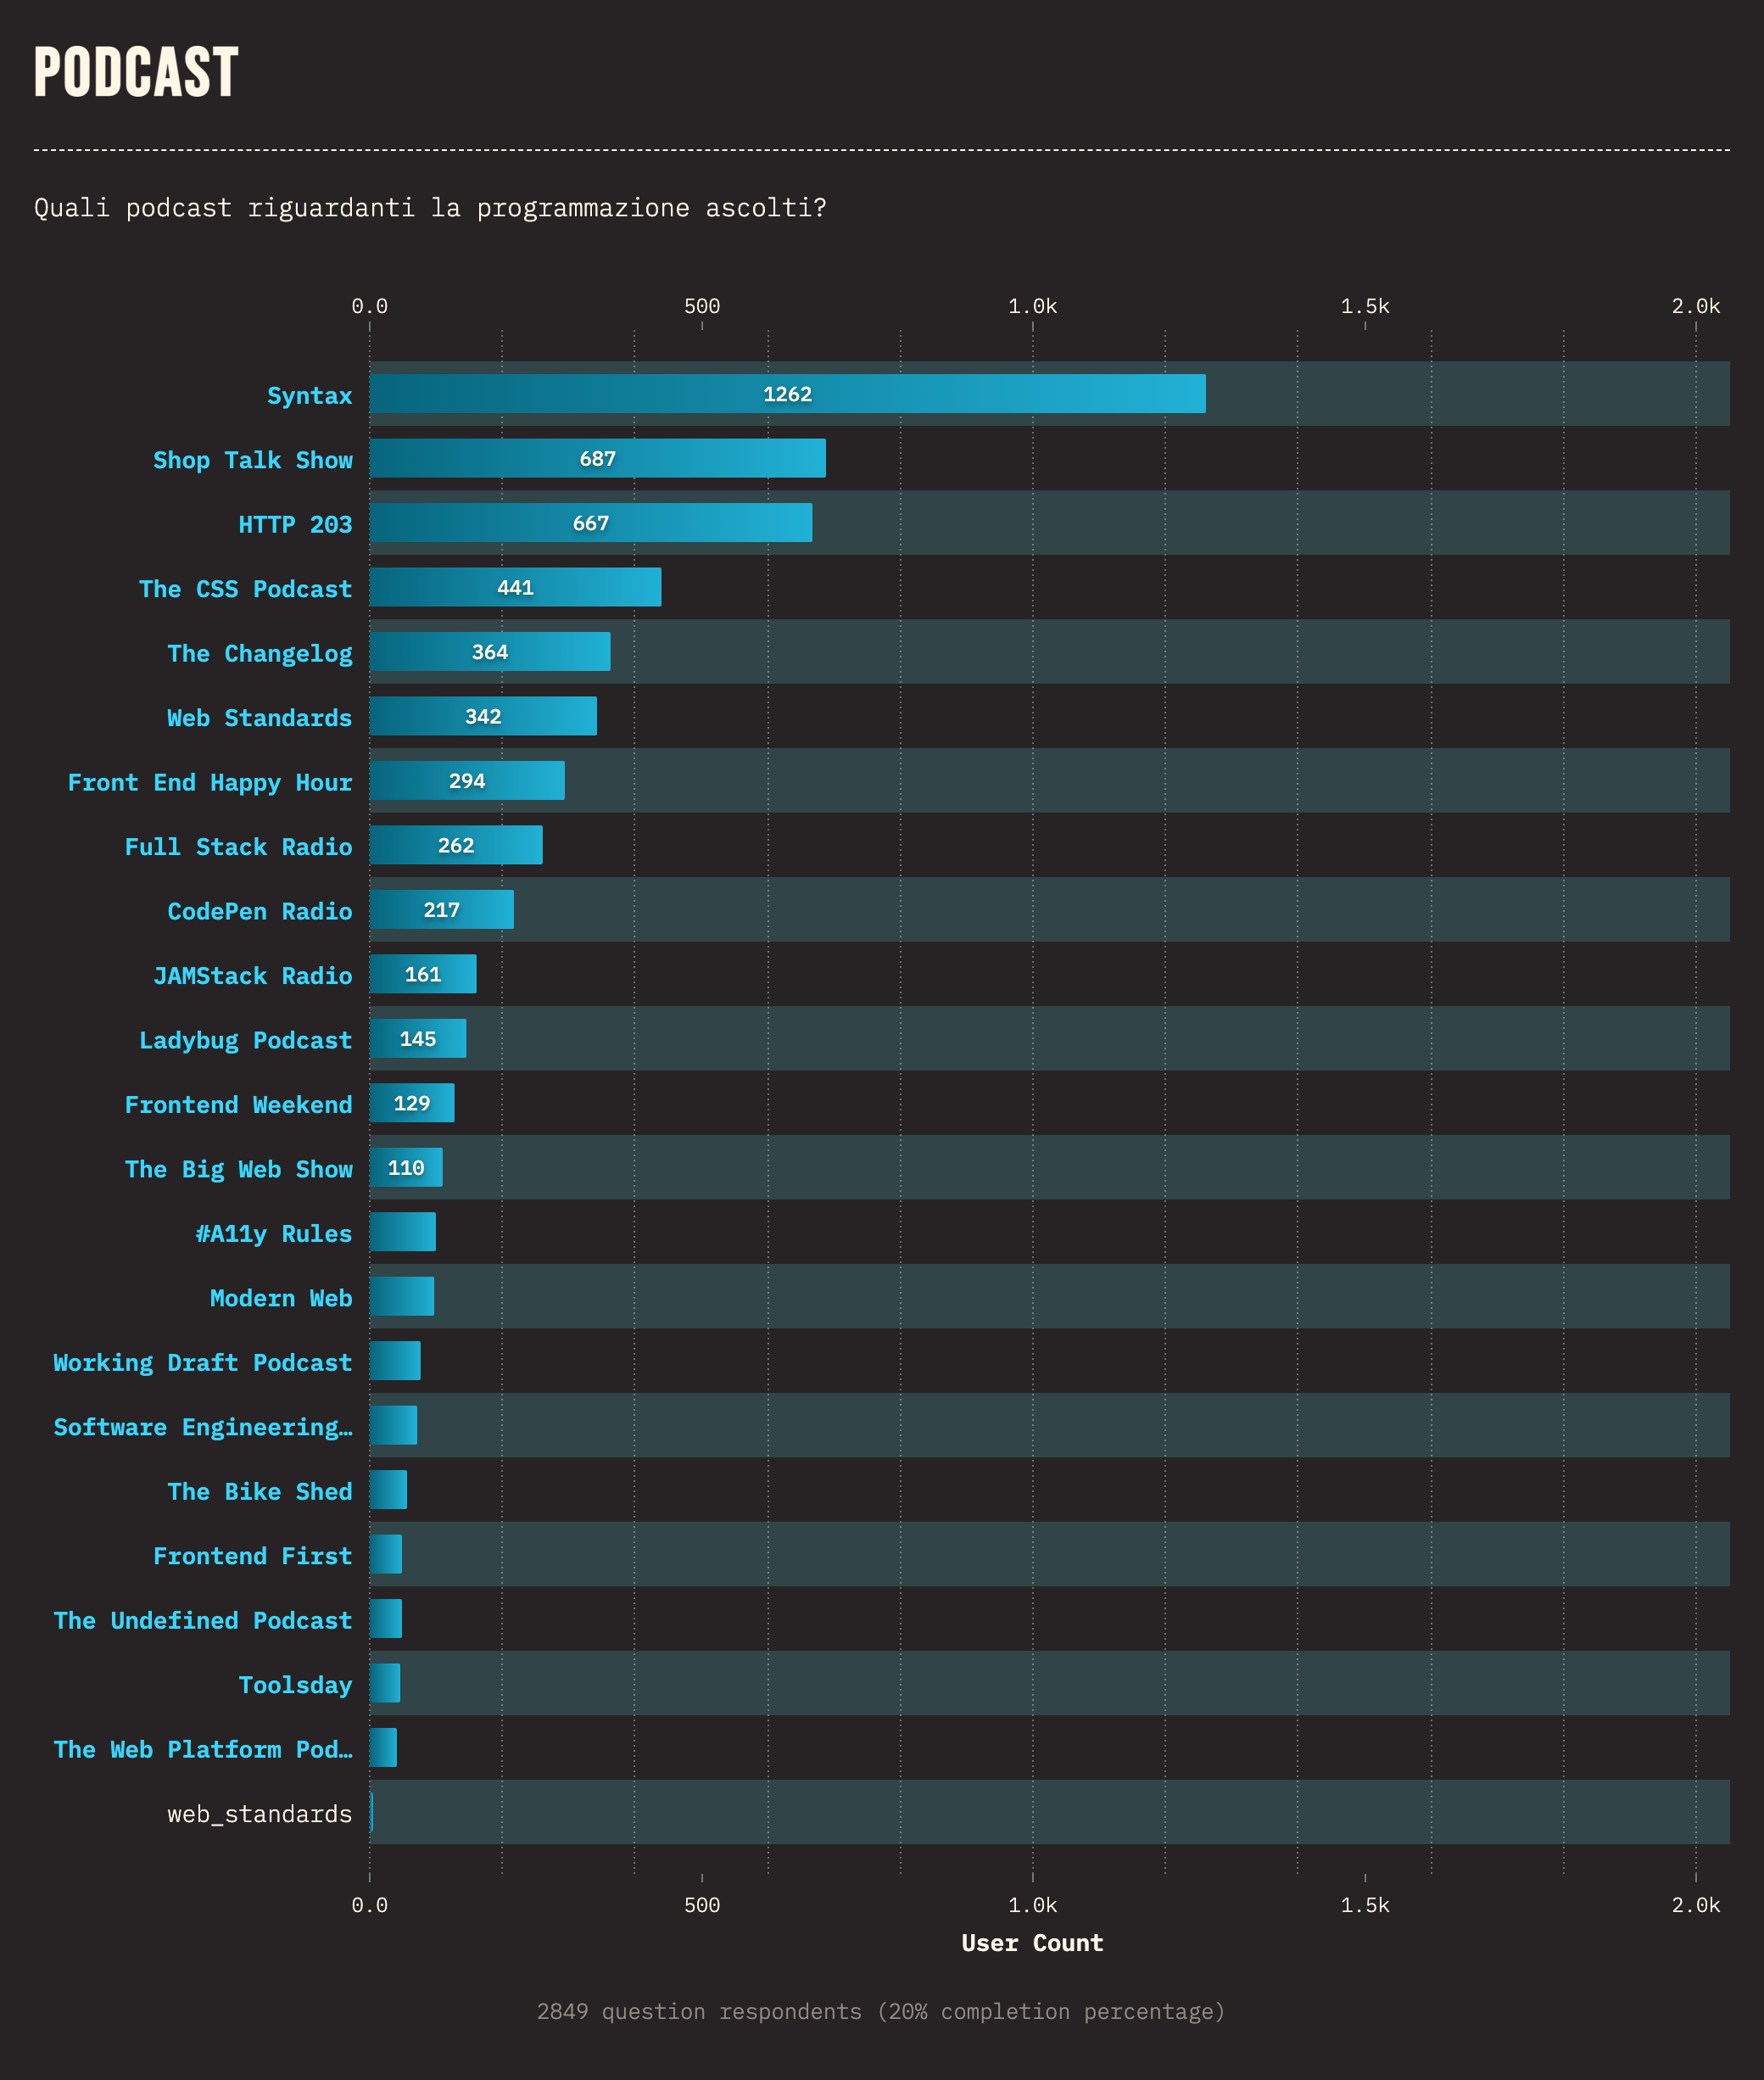 PODCAST
Quali podcast riguardanti la programmazione ascolti?
0.0 500 1.0k 1.5k 2.0k
Syntax 1262
Shop Talk Show 687
HTTP 203 667
The CSS Podcast 441
The Changelog 364
Web Standards 342
Front End Happy Hour 294
Full Stack Radio 262
CodePen Radio 217
JAMStack Radio 161
Ladybug Podcast 145
Frontend Weekend 129
The Big Web Show 110
#A11y Rules
Modern Web
Working Draft Podcast
Software Engineering…
The Bike Shed
Frontend First
The Undefined Podcast
Toolsday
The Web Platform Pod…
web_standards
0.0 500 1.0k 1.5k 2.0k
User Count
2849 question respondents (20% completion percentage)